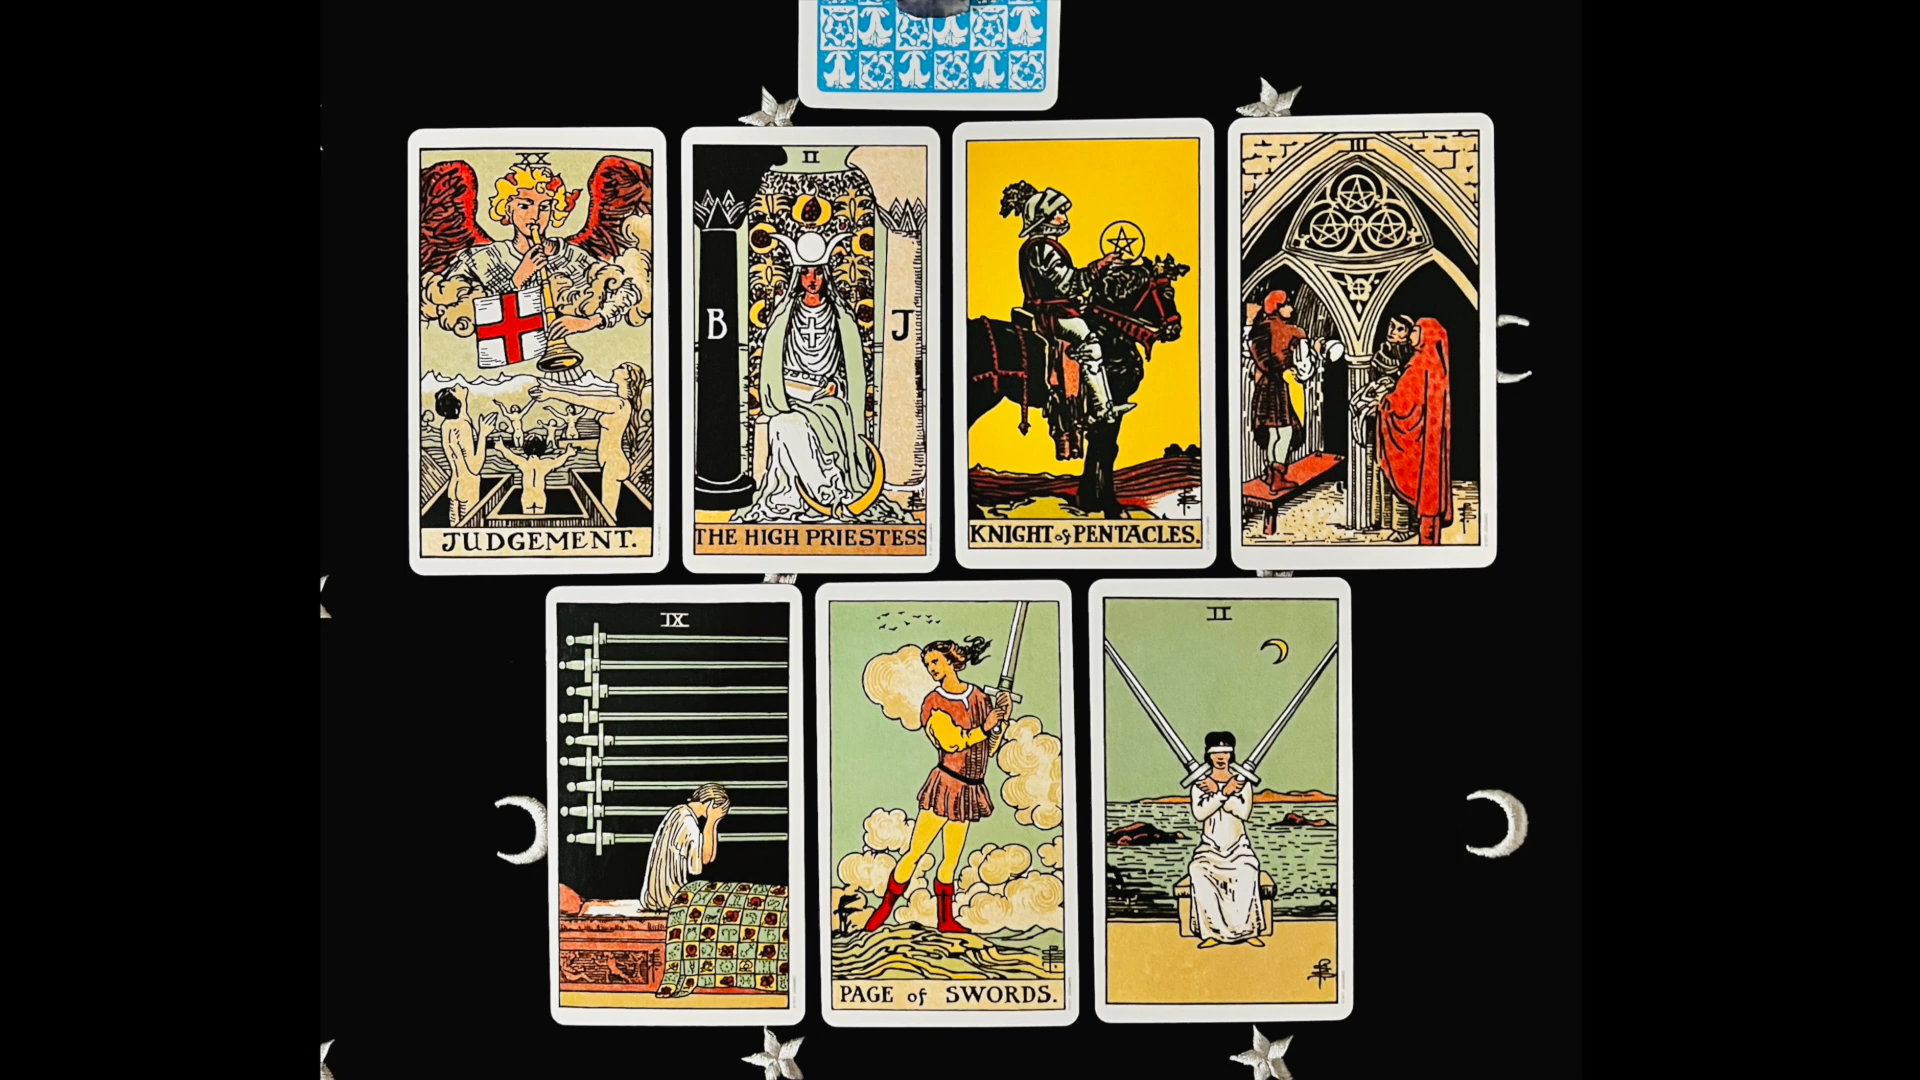 XX
JUDGEMENT.
II
B
J
THE HIGH PRIESTESS
KNIGHT of PENTACLES.
III
IX
PAGE of SWORDS.
II